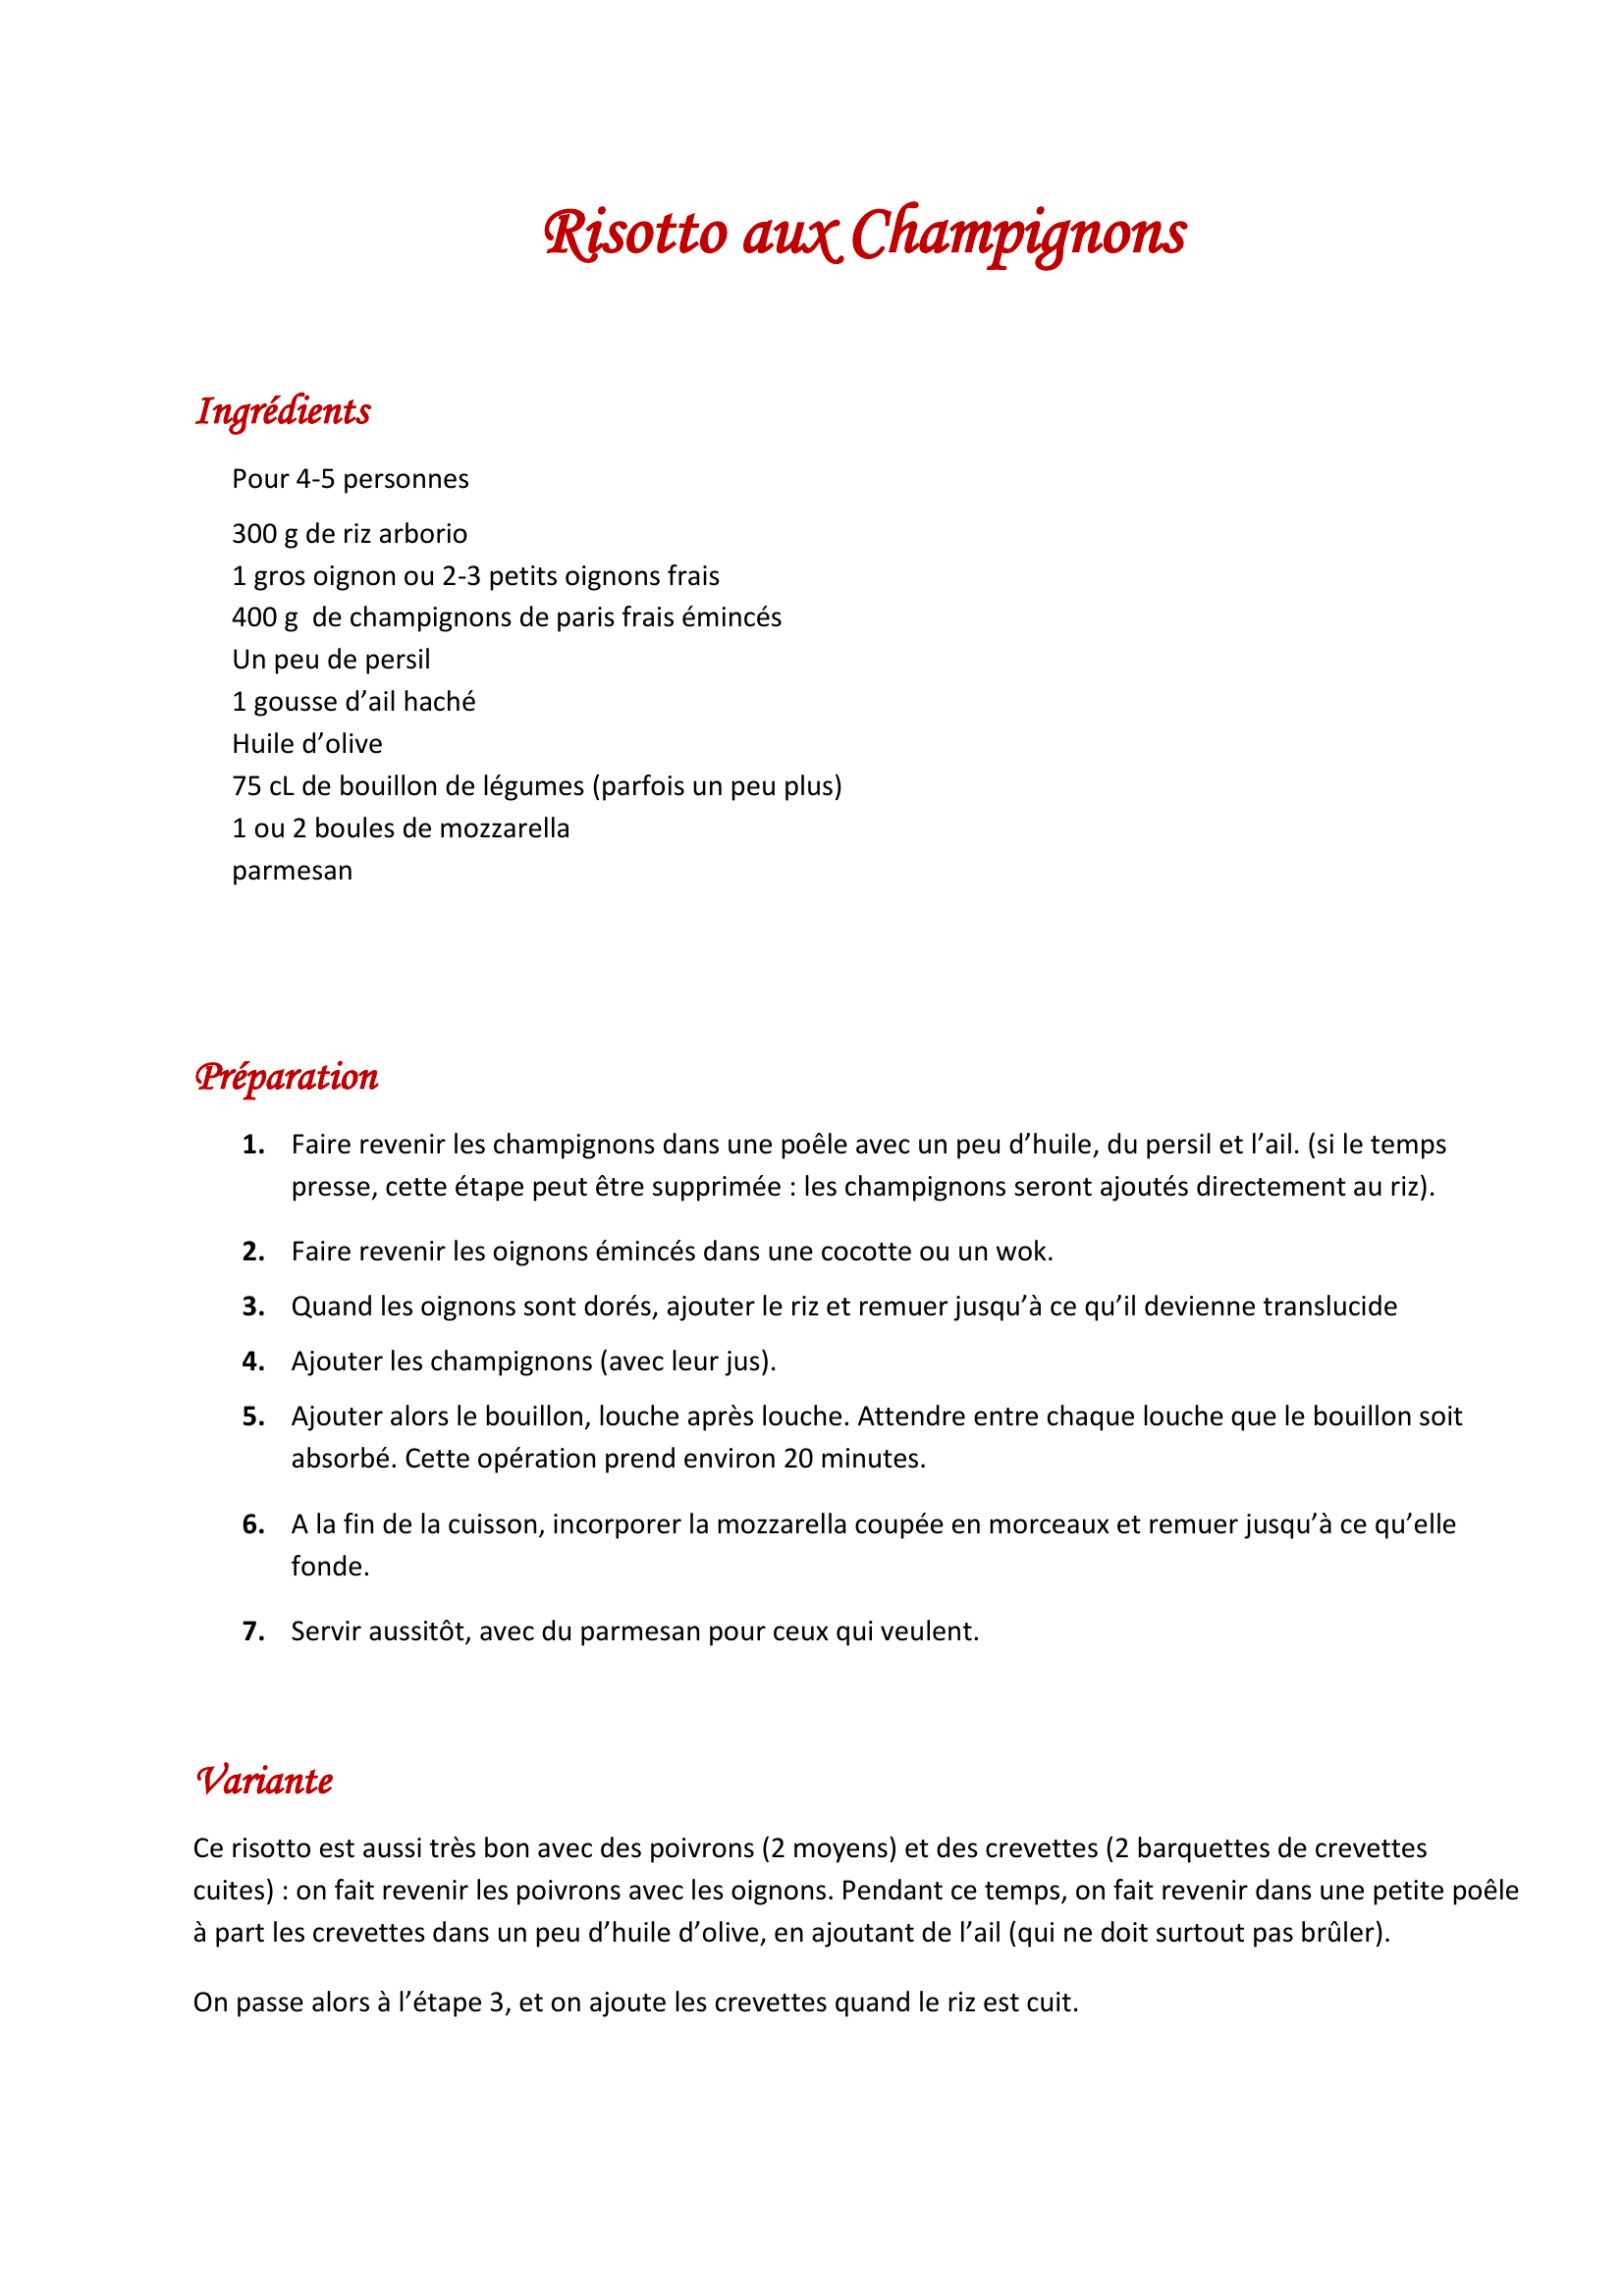 Risotto aux Champignons
Ingrédients
Pour 4-5 personnes
300 g de riz arborio
1 gros oignon ou 2-3 petits oignons frais
400 g  de champignons de paris frais émincés
Un peu de persil
1 gousse d’ail haché
Huile d’olive
75 cL de bouillon de légumes (parfois un peu plus)
1 ou 2 boules de mozzarella
parmesan
Préparation
1. Faire revenir les champignons dans une poêle avec un peu d’huile, du persil et l’ail. (si le temps
presse, cette étape peut être supprimée : les champignons seront ajoutés directement au riz).
2. Faire revenir les oignons émincés dans une cocotte ou un wok.
3. Quand les oignons sont dorés, ajouter le riz et remuer jusqu’à ce qu’il devienne translucide
4. Ajouter les champignons (avec leur jus).
5. Ajouter alors le bouillon, louche après louche. Attendre entre chaque louche que le bouillon soit
absorbé. Cette opération prend environ 20 minutes.
6. A la fin de la cuisson, incorporer la mozzarella coupée en morceaux et remuer jusqu’à ce qu’elle
fonde.
7. Servir aussitôt, avec du parmesan pour ceux qui veulent.
Variante
Ce risotto est aussi très bon avec des poivrons (2 moyens) et des crevettes (2 barquettes de crevettes
cuites) : on fait revenir les poivrons avec les oignons. Pendant ce temps, on fait revenir dans une petite poêle
à part les crevettes dans un peu d’huile d’olive, en ajoutant de l’ail (qui ne doit surtout pas brûler).
On passe alors à l’étape 3, et on ajoute les crevettes quand le riz est cuit.